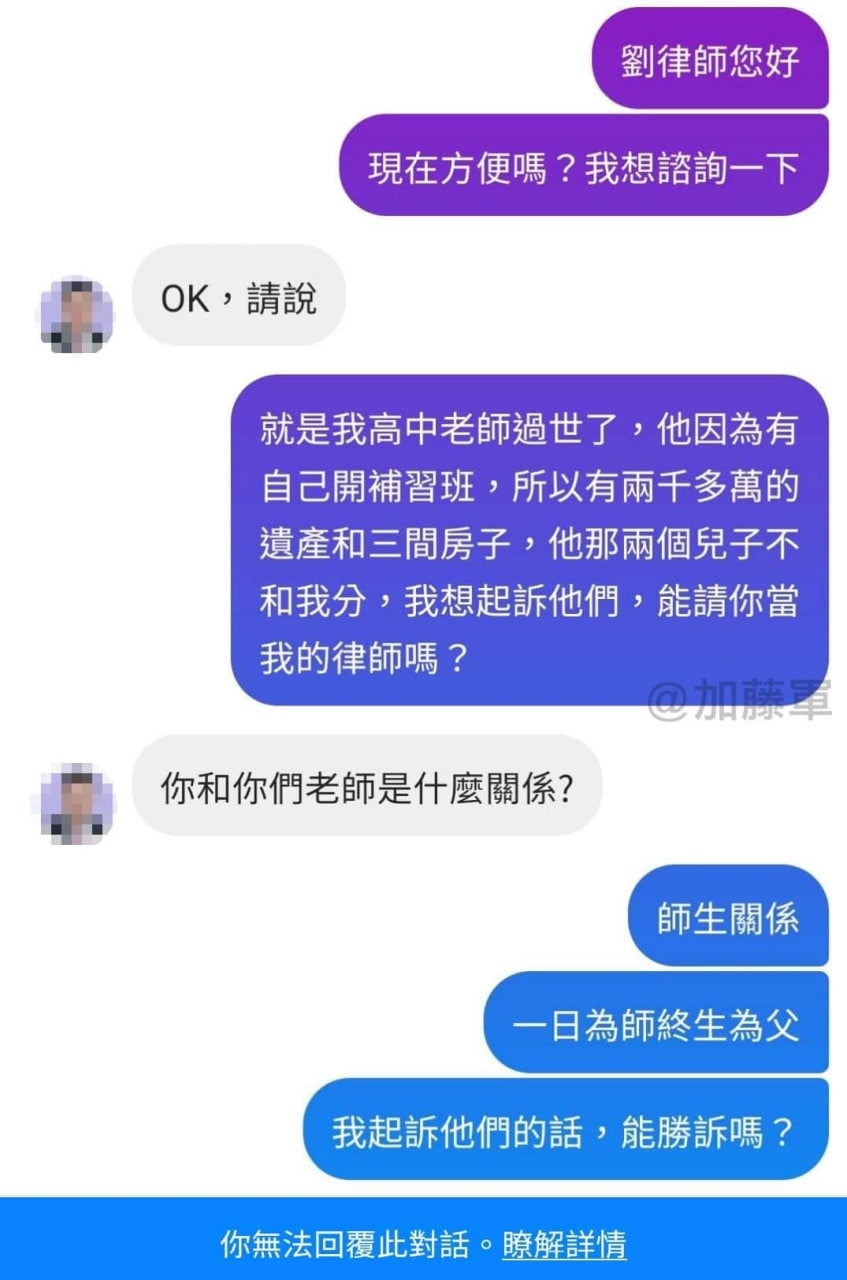 劉律師您好
現在方便嗎？我想諮詢一下
OK，請說
就是我高中老師過世了，他因為有
自己開補習班，所以有兩千多萬的
遺產和三間房子，他那兩個兒子不
和我分，我想起訴他們，能請你當
我的律師嗎？
@加藤軍
你和你們老師是什麼關係?
師生關係
一日為師終生為父
我起訴他們的話，能勝訴嗎？
你無法回覆此對話。瞭解詳情